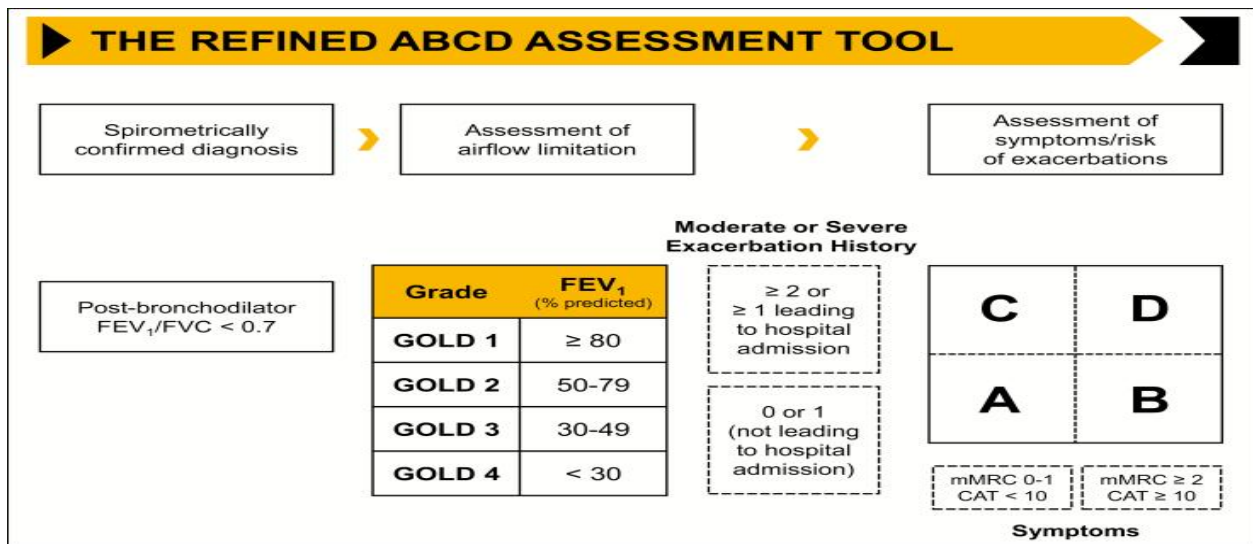 THE REFINED ABCD ASSESSMENT TOOL
Spirometrically
confirmed diagnosis
Assessment of
airflow limitation
Assessment of
symptoms/risk
of exacerbations
Post-bronchodilator
FEV₁/FVC < 0.7
Grade FEV₁
(% predicted)
GOLD 1 ≥ 80
GOLD 2 50-79
GOLD 3 30-49
GOLD 4 < 30
Moderate or Severe
Exacerbation History
≥ 2 or
≥ 1 leading
to hospital
admission
0 or 1
(not leading
to hospital
admission)
C D
A B
mMRC 0-1
CAT < 10
mMRC ≥ 2
CAT ≥ 10
Symptoms